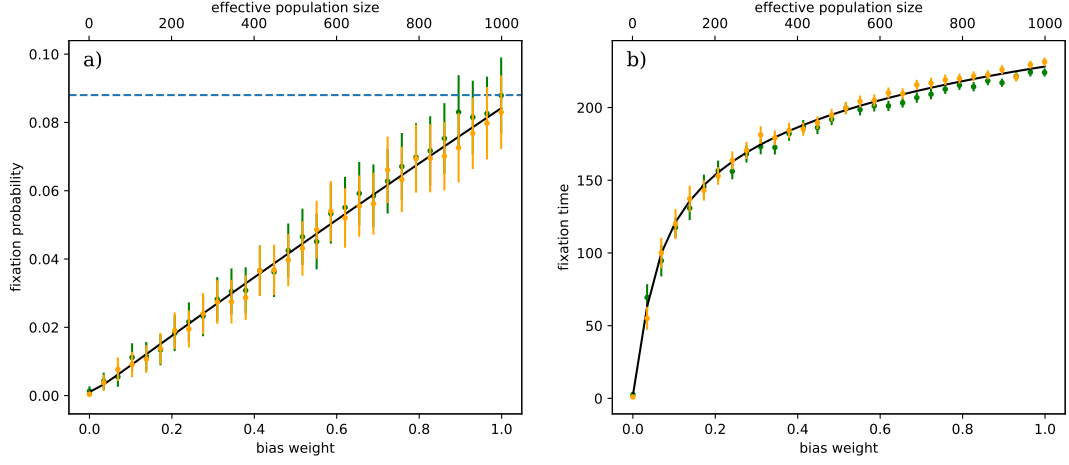 effective population size
0 200 400 600 800 1000
a)
0.10
0.08
0.06
0.04
0.02
0.00
fixation probability
0.0 0.2 0.4 0.6 0.8 1.0
bias weight
effective population size
0 200 400 600 800 1000
b)
200
150
100
50
0
fixation time
0.0 0.2 0.4 0.6 0.8 1.0
bias weight